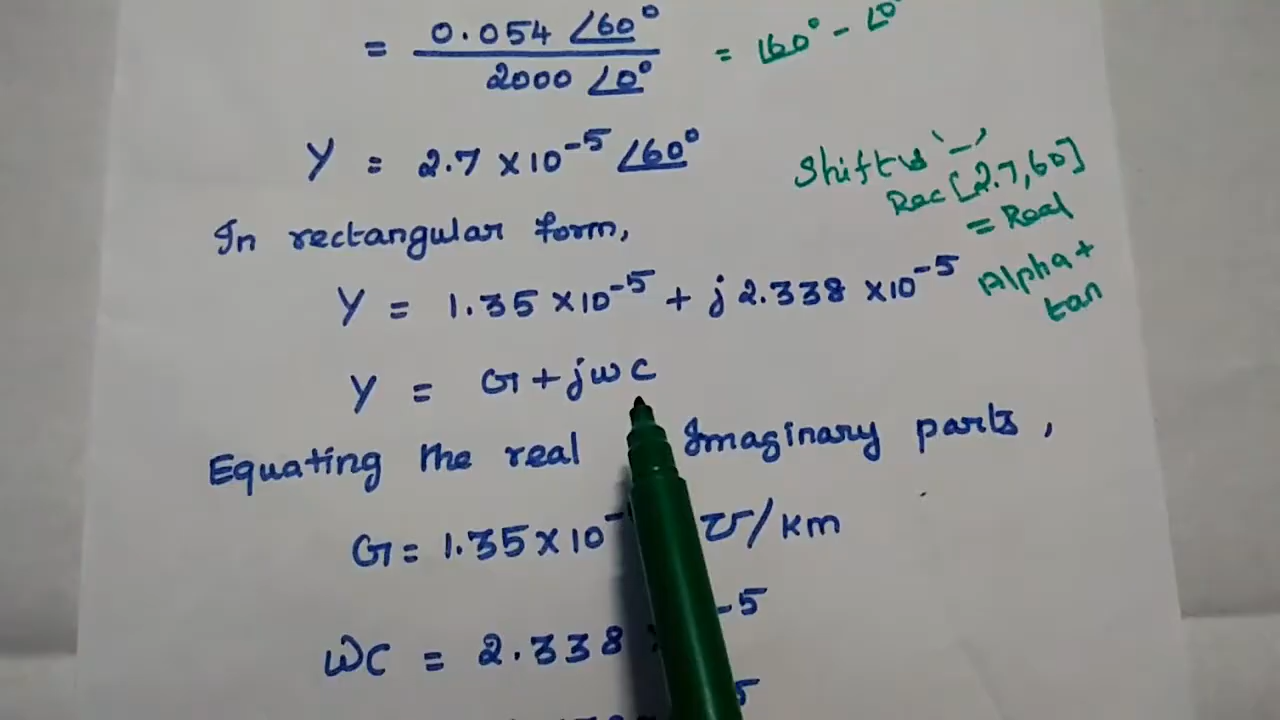 = 0.054 ∠60° / 2000 ∠0° = ∠60° - ∠0°
Y = 2.7 × 10⁻⁵ ∠60°
Shift & '-'
Rec [2.7,60]
= Real
In rectangular form,
Y = 1.35 × 10⁻⁵ + j 2.338 × 10⁻⁵
Alpha +
tan
Y = G + jωC
Equating the real Imaginary parts,
G = 1.35 × 10⁻ ℧/km
ωC = 2.338 ⁻⁵